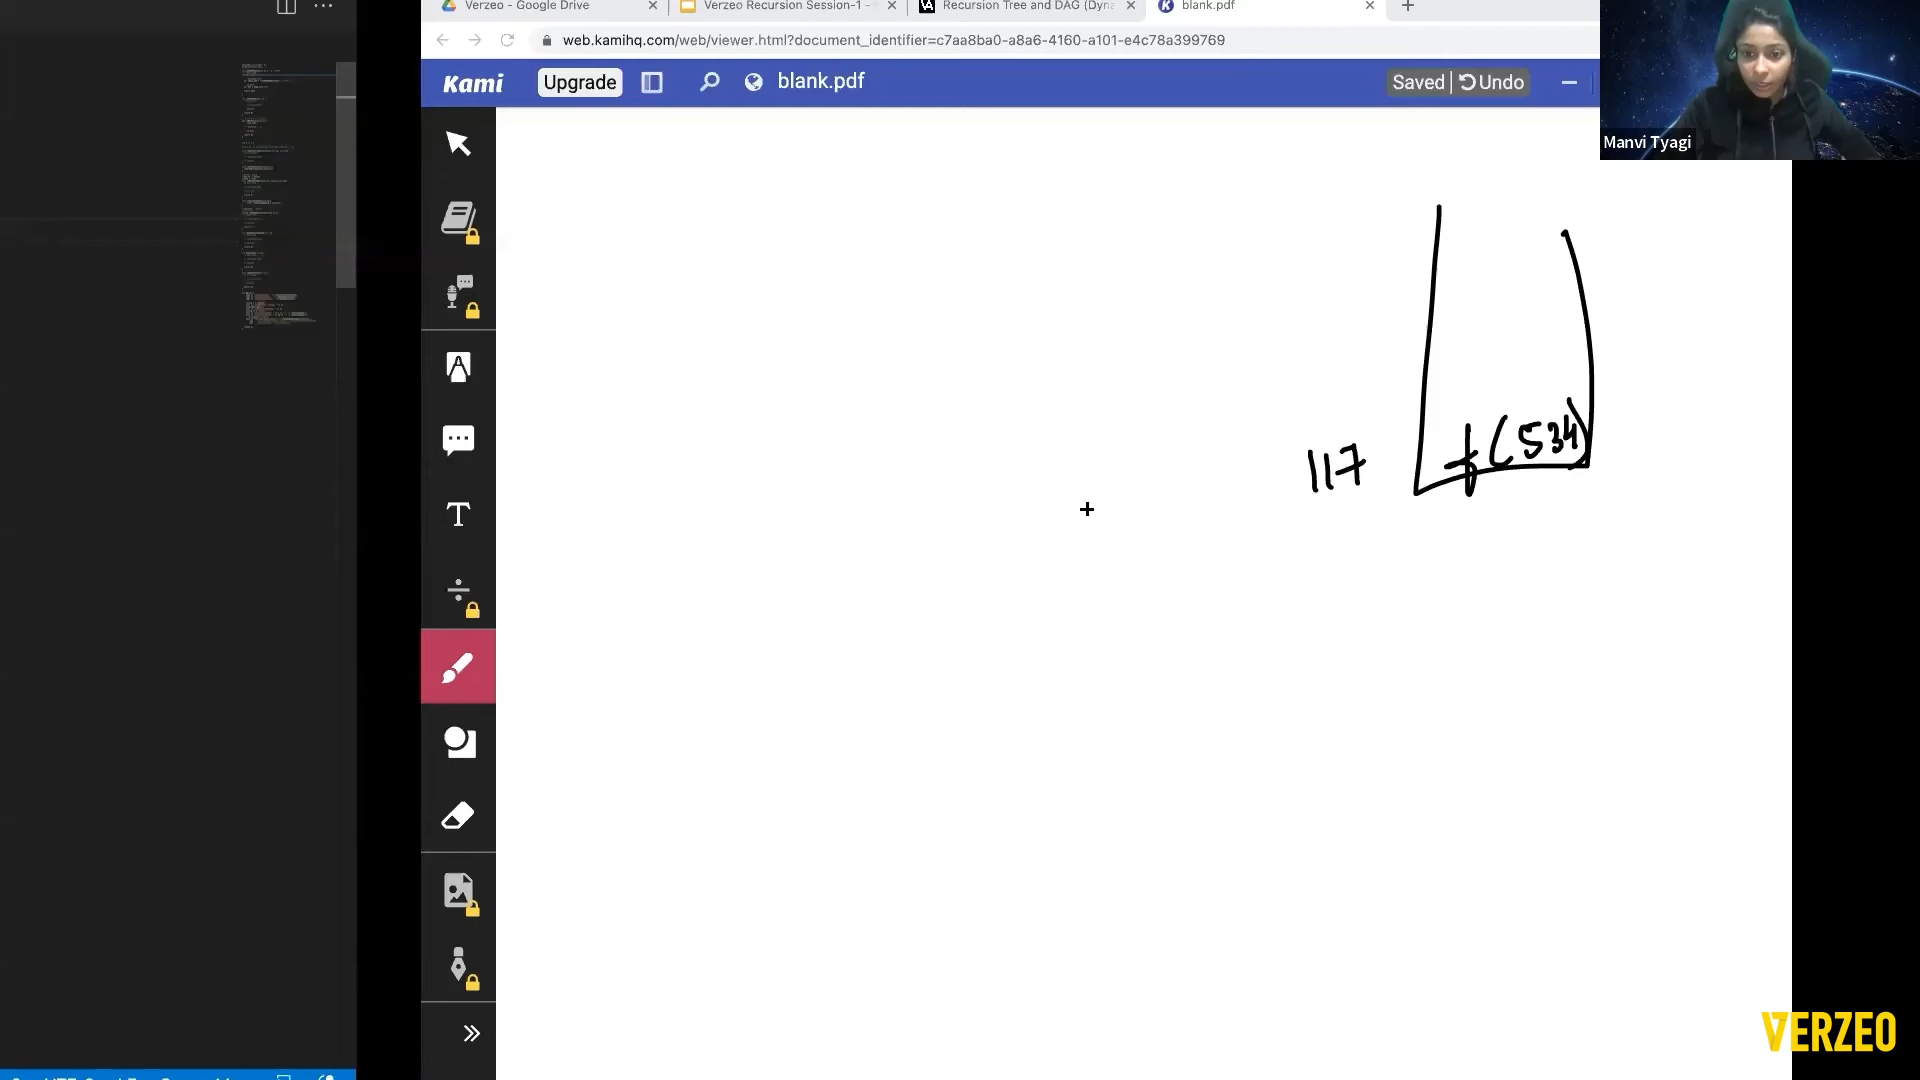 Verzeo - Google Drive
Verzeo Recursion Session-1 -
Recursion Tree and DAG (Dyna
blank.pdf
web.kamihq.com/web/viewer.html?document_identifier=c7aa8ba0-a8a6-4160-a101-e4c78a399769
Kami
Upgrade
blank.pdf
Saved
Undo
Manvi Tyagi
T
117
f(534)
VERZEO